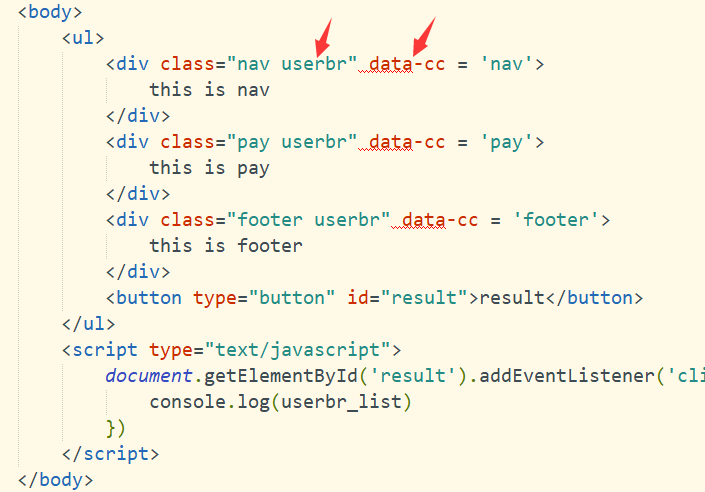 <body>
<ul>
<div class="nav userbr" data-cc = 'nav'>
this is nav
</div>
<div class="pay userbr" data-cc = 'pay'>
this is pay
</div>
<div class="footer userbr" data-cc = 'footer'>
this is footer
</div>
<button type="button" id="result">result</button>
</ul>
<script type="text/javascript">
document.getElementById('result').addEventListener('cli
console.log(userbr_list)
})
</script>
</body>